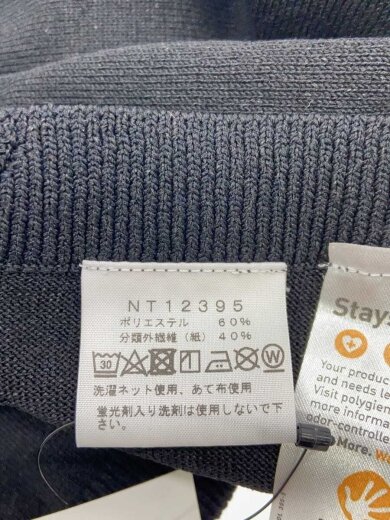 NT12395
ポリエステル 60%
分類外繊維（紙） 40%
30 W
洗濯ネット使用、あて布使用
蛍光剤入り洗剤は使用しないで下
さい。
Stay
Produc
and needs le
Visit polygie
more informa
odor-controlle
More. W